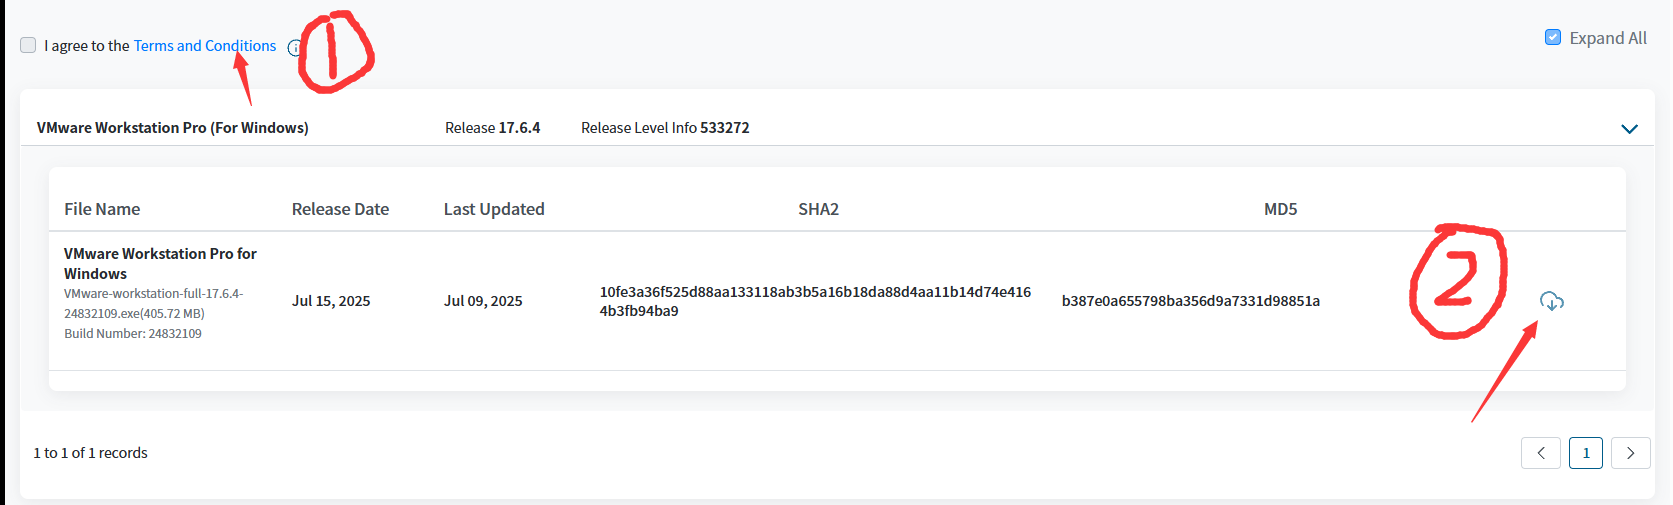 I agree to the Terms and Conditions
1
Expand All
VMware Workstation Pro (For Windows) Release 17.6.4 Release Level Info 533272
File Name Release Date Last Updated SHA2 MD5
VMware Workstation Pro for
Windows
VMware-workstation-full-17.6.4-
24832109.exe(405.72 MB)
Build Number: 24832109
Jul 15, 2025
Jul 09, 2025
10fe3a36f525d88aa133118ab3b5a16b18da88d4aa11b14d74e416
4b3fb94ba9
b387e0a655798ba356d9a7331d98851a
2
1 to 1 of 1 records
1